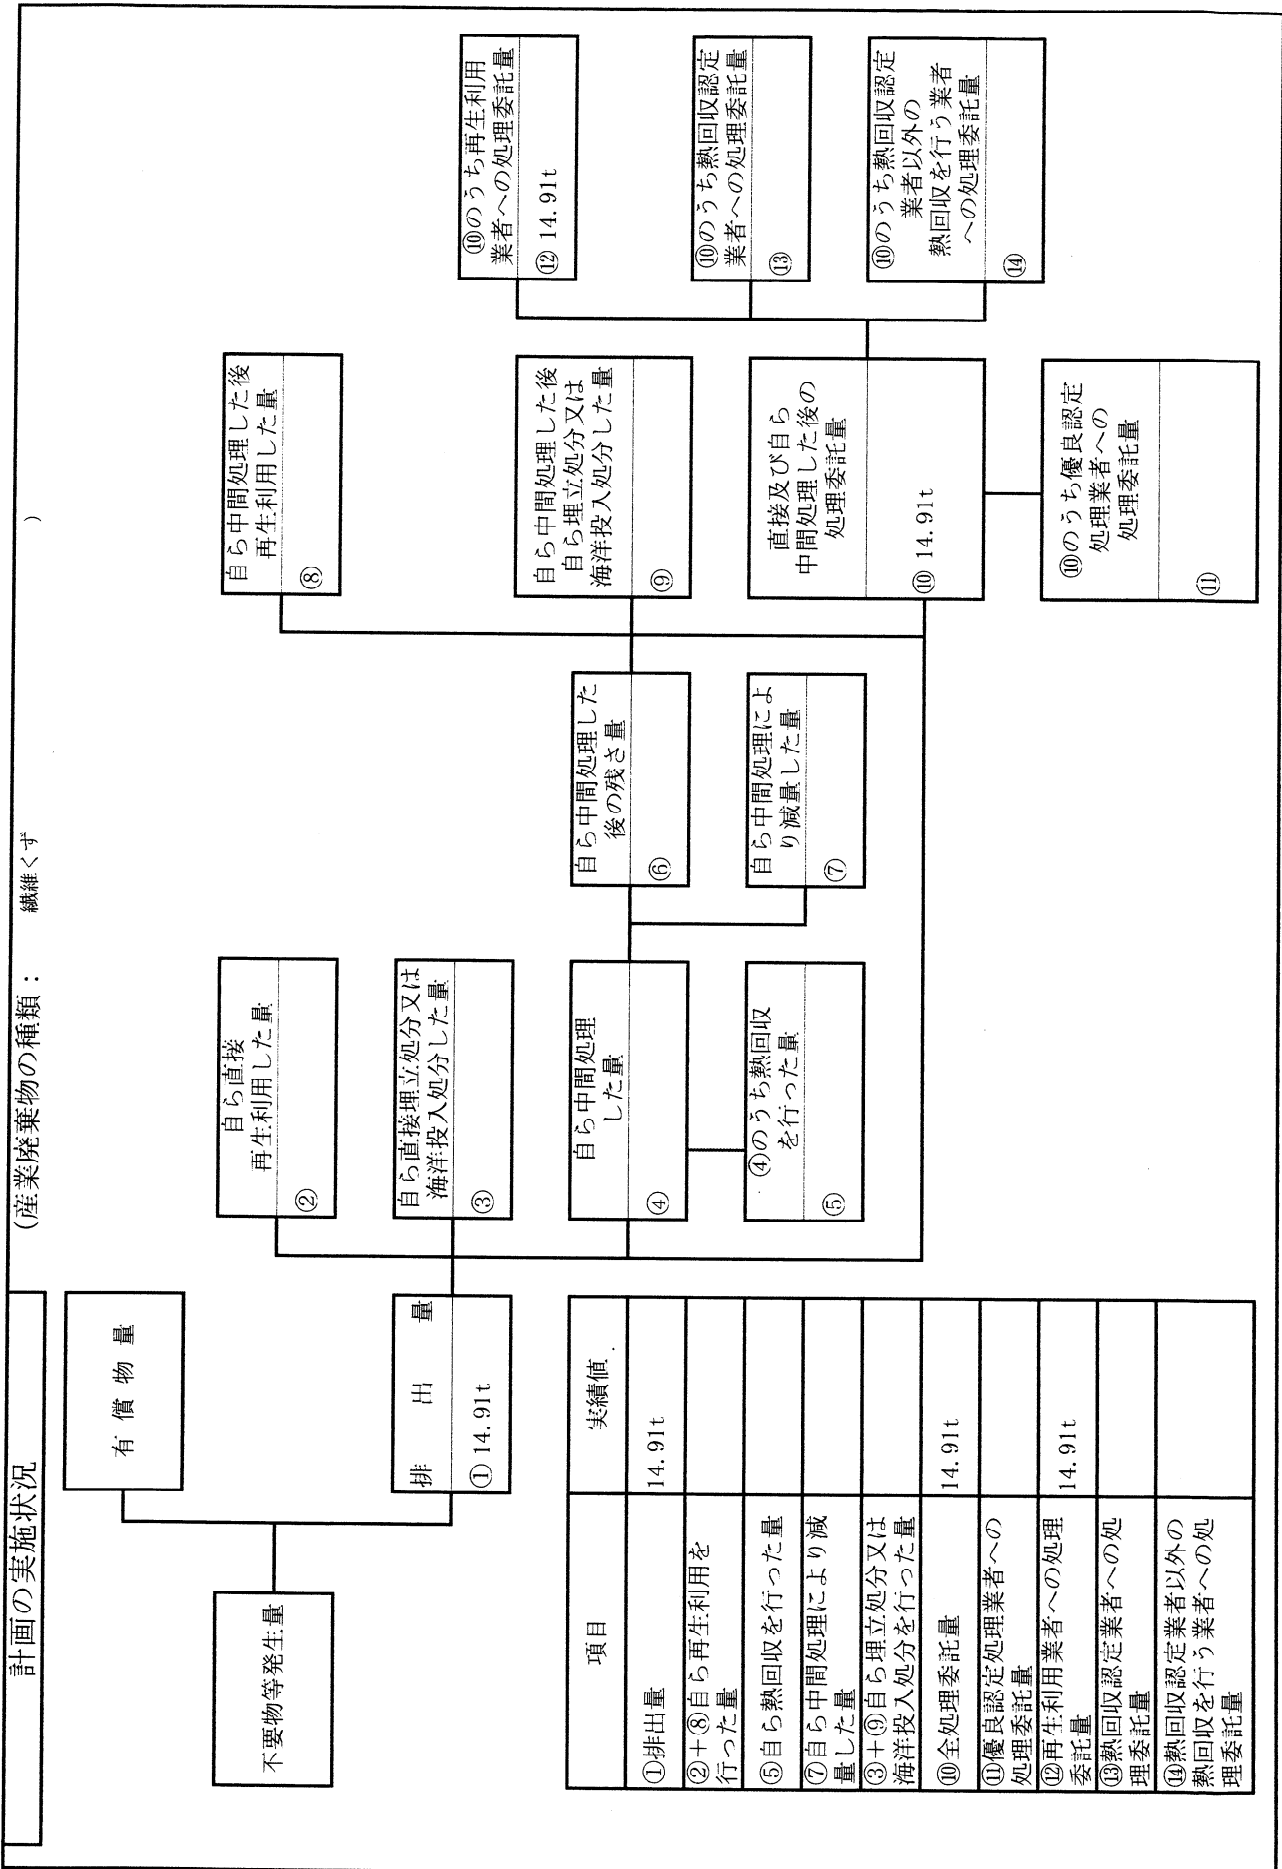 計画の実施状況
(産業廃棄物の種類： 繊維くず )
不要物等発生量
有償物量
排出量
① 14.91t
自ら直接
再生利用した量
②
自ら直接埋立処分又は
海洋投入処分した量
③
自ら中間処理
した量
④
④のうち熱回収
を行った量
⑤
自ら中間処理した
後の残さ量
⑥
自ら中間処理によ
り減量した量
⑦
自ら中間処理した後
再生利用した量
⑧
自ら中間処理した後
自ら埋立処分又は
海洋投入処分した量
⑨
直接及び自ら
中間処理した後の
処理委託量
⑩ 14.91t
⑩のうち優良認定
処理業者への
処理委託量
⑪
⑩のうち再生利用
業者への処理委託量
⑫ 14.91t
⑩のうち熱回収認定
業者への処理委託量
⑬
⑩のうち熱回収認定
業者以外の
熱回収を行う業者
への処理委託量
⑭
項目 実績値
①排出量 14.91t
②＋⑧自ら再生利用を
行った量
⑤自ら熱回収を行った量
⑦自ら中間処理により減
量した量
③＋⑨自ら埋立処分又は
海洋投入処分を行った量
⑩全処理委託量 14.91t
⑪優良認定処理業者への
処理委託量
⑫再生利用業者への処理
委託量 14.91t
⑬熱回収認定業者への処
理委託量
⑭熱回収認定業者以外の
熱回収を行う業者への処
理委託量